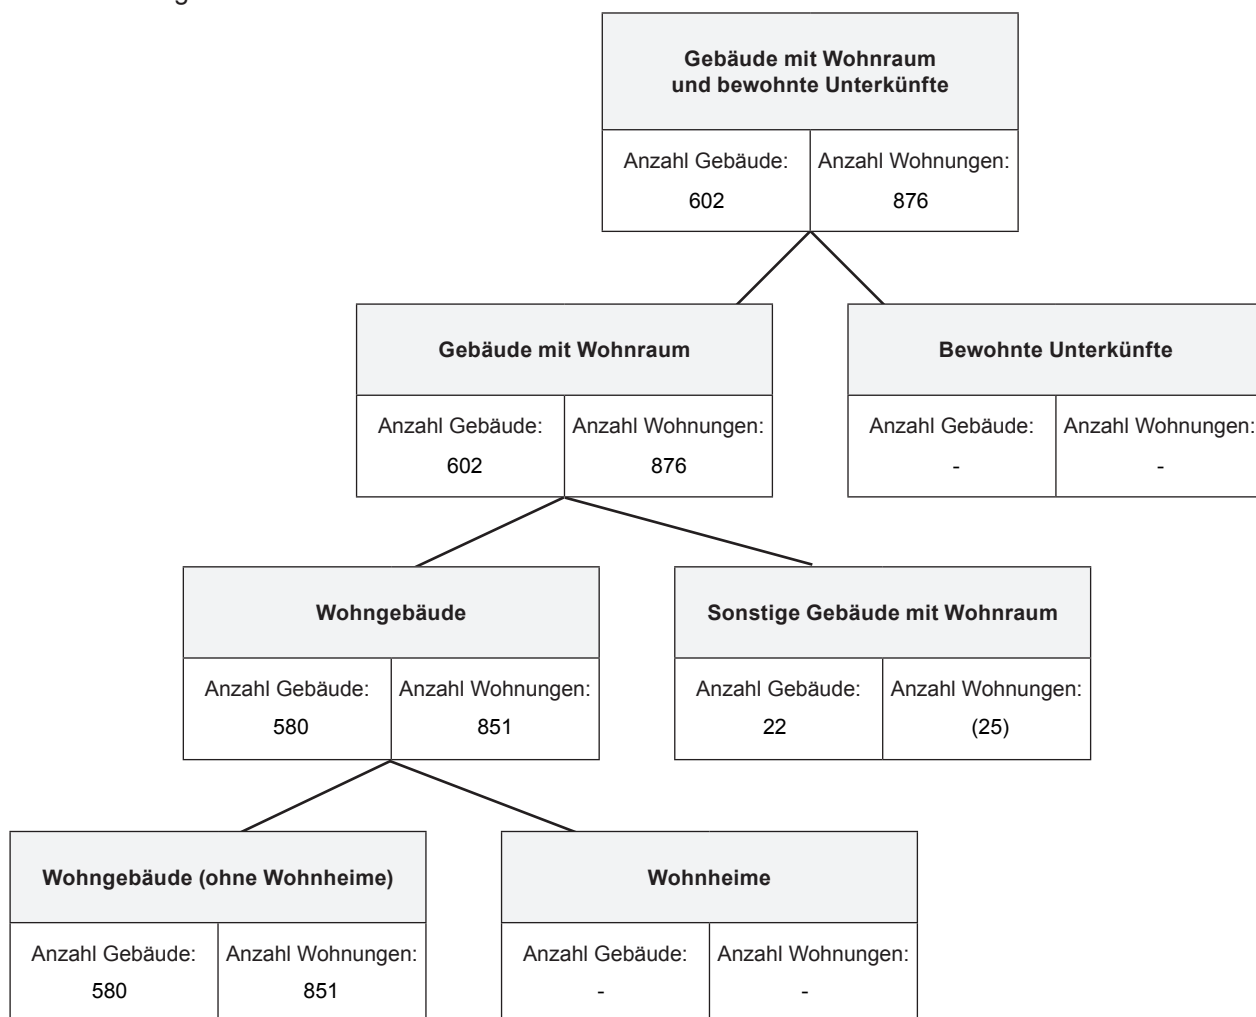 Gebäude mit Wohnraum
und bewohnte Unterkünfte
Anzahl Gebäude: Anzahl Wohnungen:
602 876
Gebäude mit Wohnraum
Anzahl Gebäude: Anzahl Wohnungen:
602 876
Bewohnte Unterkünfte
Anzahl Gebäude: Anzahl Wohnungen:
- -
Wohngebäude
Anzahl Gebäude: Anzahl Wohnungen:
580 851
Sonstige Gebäude mit Wohnraum
Anzahl Gebäude: Anzahl Wohnungen:
22 (25)
Wohngebäude (ohne Wohnheime)
Anzahl Gebäude: Anzahl Wohnungen:
580 851
Wohnheime
Anzahl Gebäude: Anzahl Wohnungen:
- -